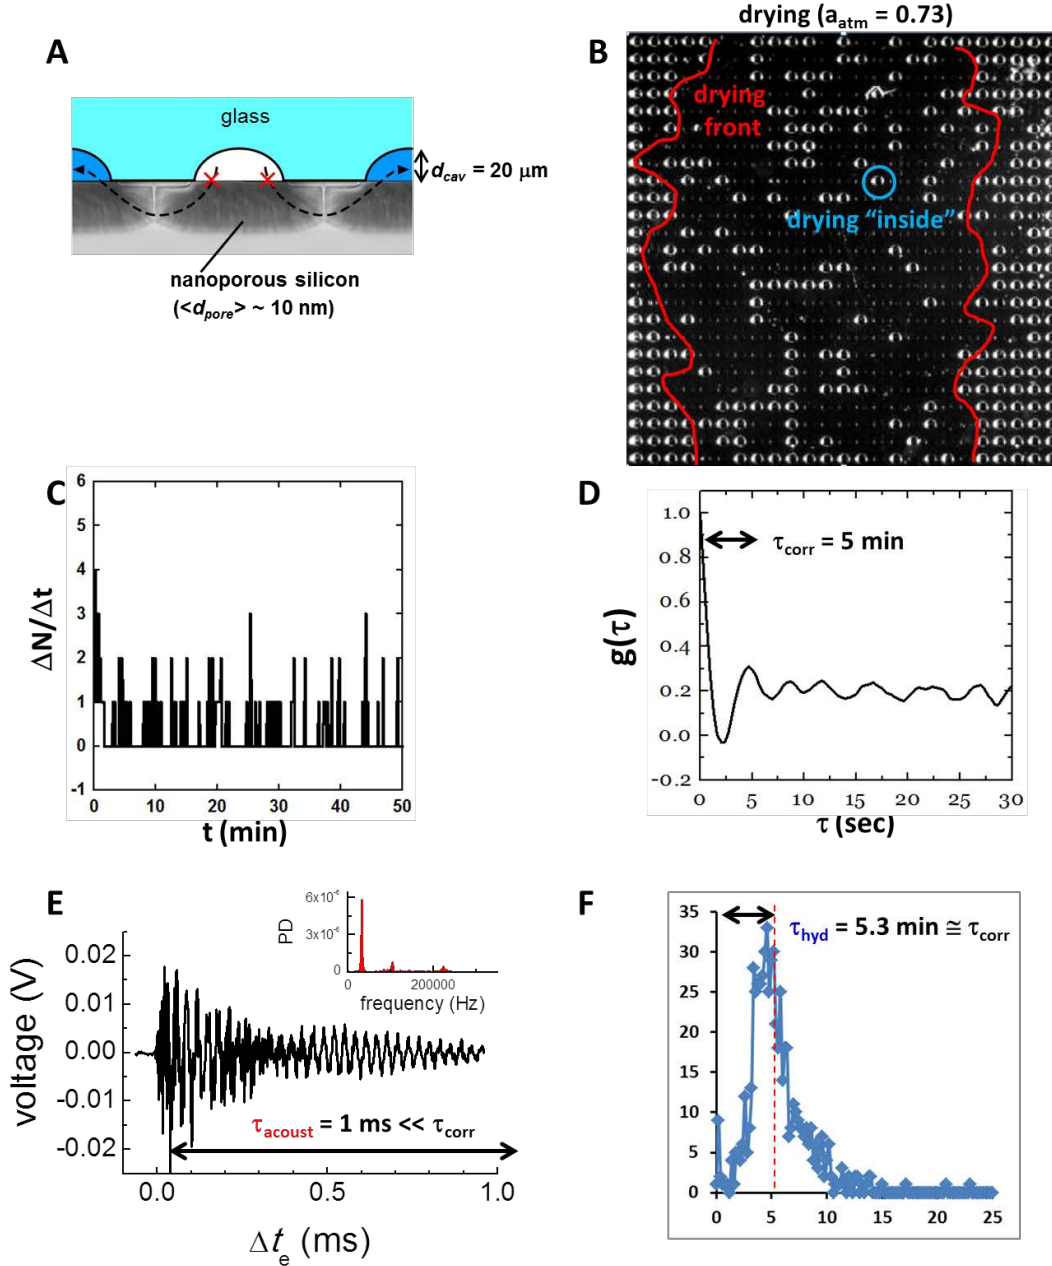 drying (a_atm = 0.73)
A
B
glass
d_cav = 20 μm
nanoporous silicon
(<d_pore> ~ 10 nm)
drying
front
drying “inside”
C
6
5
4
3
2
1
0
-1
ΔN/Δt
0
10
20
30
40
50
t (min)
D
1.0
0.8
0.6
0.4
0.2
0.0
-0.2
g(τ)
τ_corr = 5 min
0
5
10
15
20
25
30
τ (sec)
E
0.02
0.01
0.00
-0.01
-0.02
voltage (V)
6x10⁻⁶
3x10⁻⁶
PD
0
200000
frequency (Hz)
τ_acoust = 1 ms << τ_corr
0.0
0.5
1.0
Δt_e (ms)
F
35
30
25
20
15
10
5
0
τ_hyd = 5.3 min ≅ τ_corr
0
5
10
15
20
25